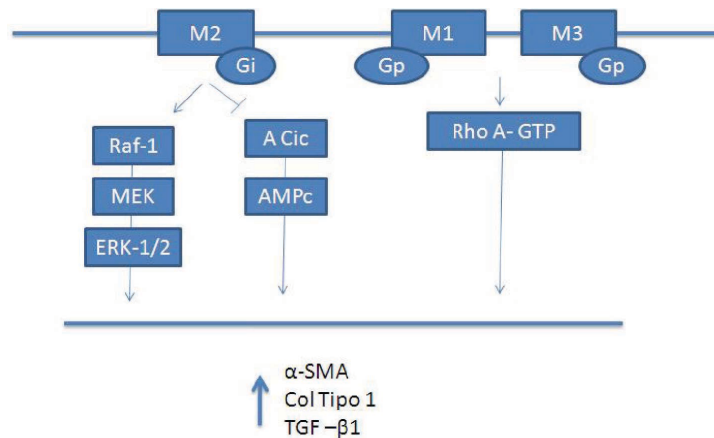 M2
Gi
M1
Gp
M3
Gp
Raf-1
MEK
ERK-1/2
A Cic
AMPc
Rho A- GTP
α-SMA
Col Tipo 1
TGF –β1